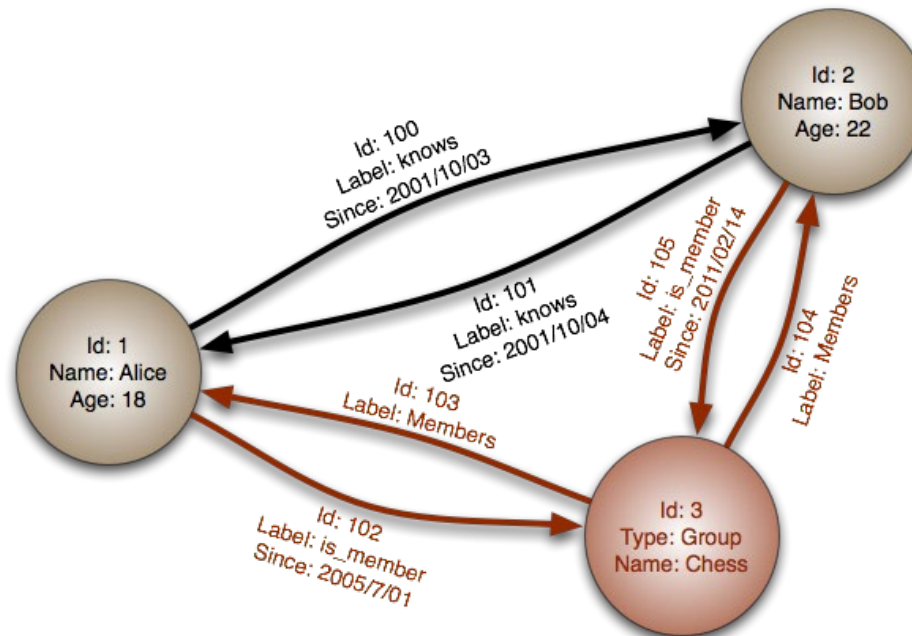 Id: 2
Name: Bob
Age: 22
Id: 100
Label: knows
Since: 2001/10/03
Id: 101
Label: knows
Since: 2001/10/04
Id: 105
Label: is_member
Since: 2011/02/14
Id: 104
Label: Members
Id: 1
Name: Alice
Age: 18
Id: 103
Label: Members
Id: 102
Label: is_member
Since: 2005/7/01
Id: 3
Type: Group
Name: Chess